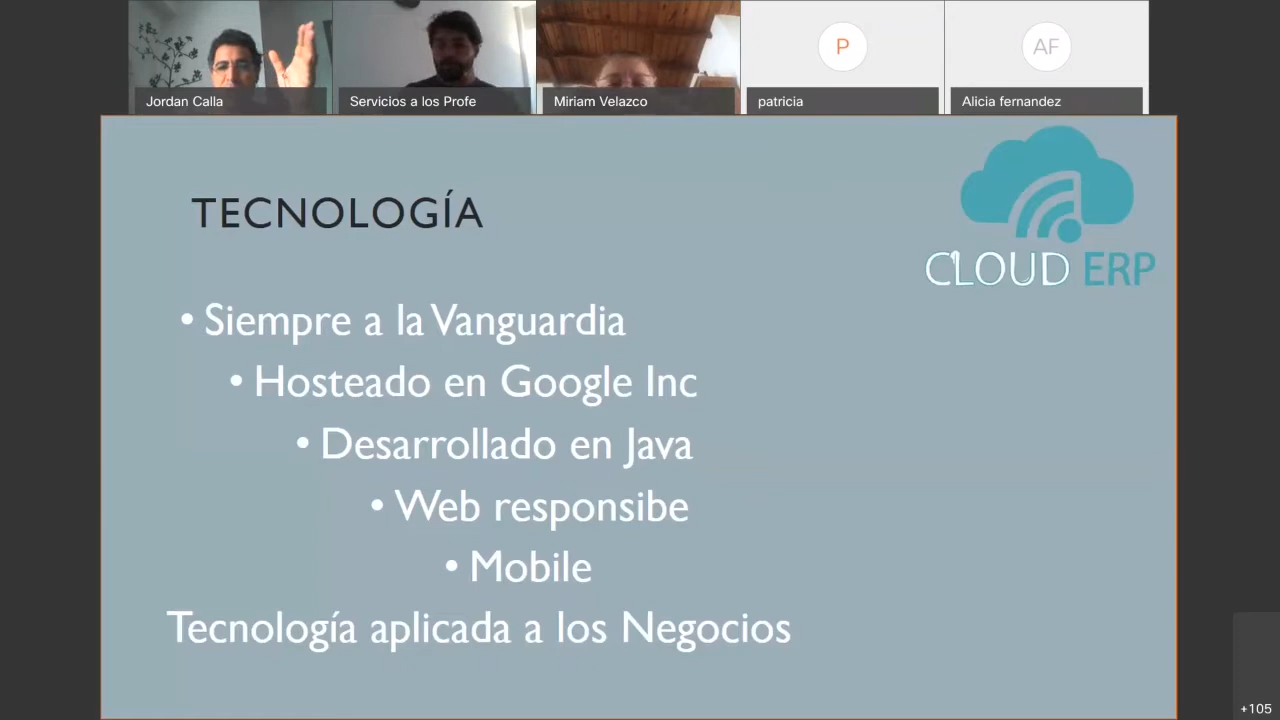 P
AF
Jordan Calla
Servicios a los Profe
Miriam Velazco
patricia
Alicia fernandez
CLOUD ERP
TECNOLOGÍA
• Siempre a la Vanguardia
• Hosteado en Google Inc
• Desarrollado en Java
• Web responsibe
• Mobile
Tecnología aplicada a los Negocios
+105